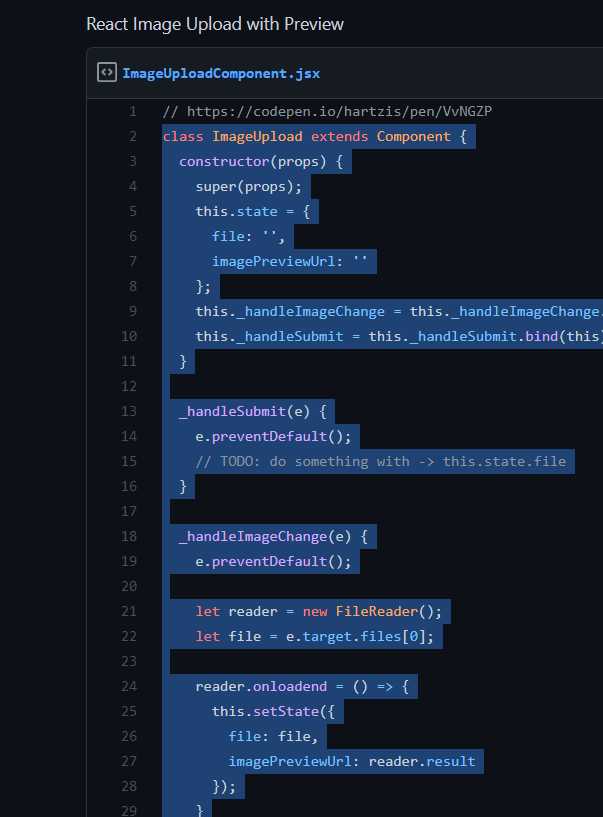 React Image Upload with Preview
ImageUploadComponent.jsx
1 // https://codepen.io/hartzis/pen/VvNGZP
2 class ImageUpload extends Component {
3 constructor(props) {
4 super(props);
5 this.state = {
6 file: '',
7 imagePreviewUrl: ''
8 };
9 this._handleImageChange = this._handleImageChange.
10 this._handleSubmit = this._handleSubmit.bind(this)
11 }
12
13 _handleSubmit(e) {
14 e.preventDefault();
15 // TODO: do something with -> this.state.file
16 }
17
18 _handleImageChange(e) {
19 e.preventDefault();
20
21 let reader = new FileReader();
22 let file = e.target.files[0];
23
24 reader.onloadend = () => {
25 this.setState({
26 file: file,
27 imagePreviewUrl: reader.result
28 });
29 }